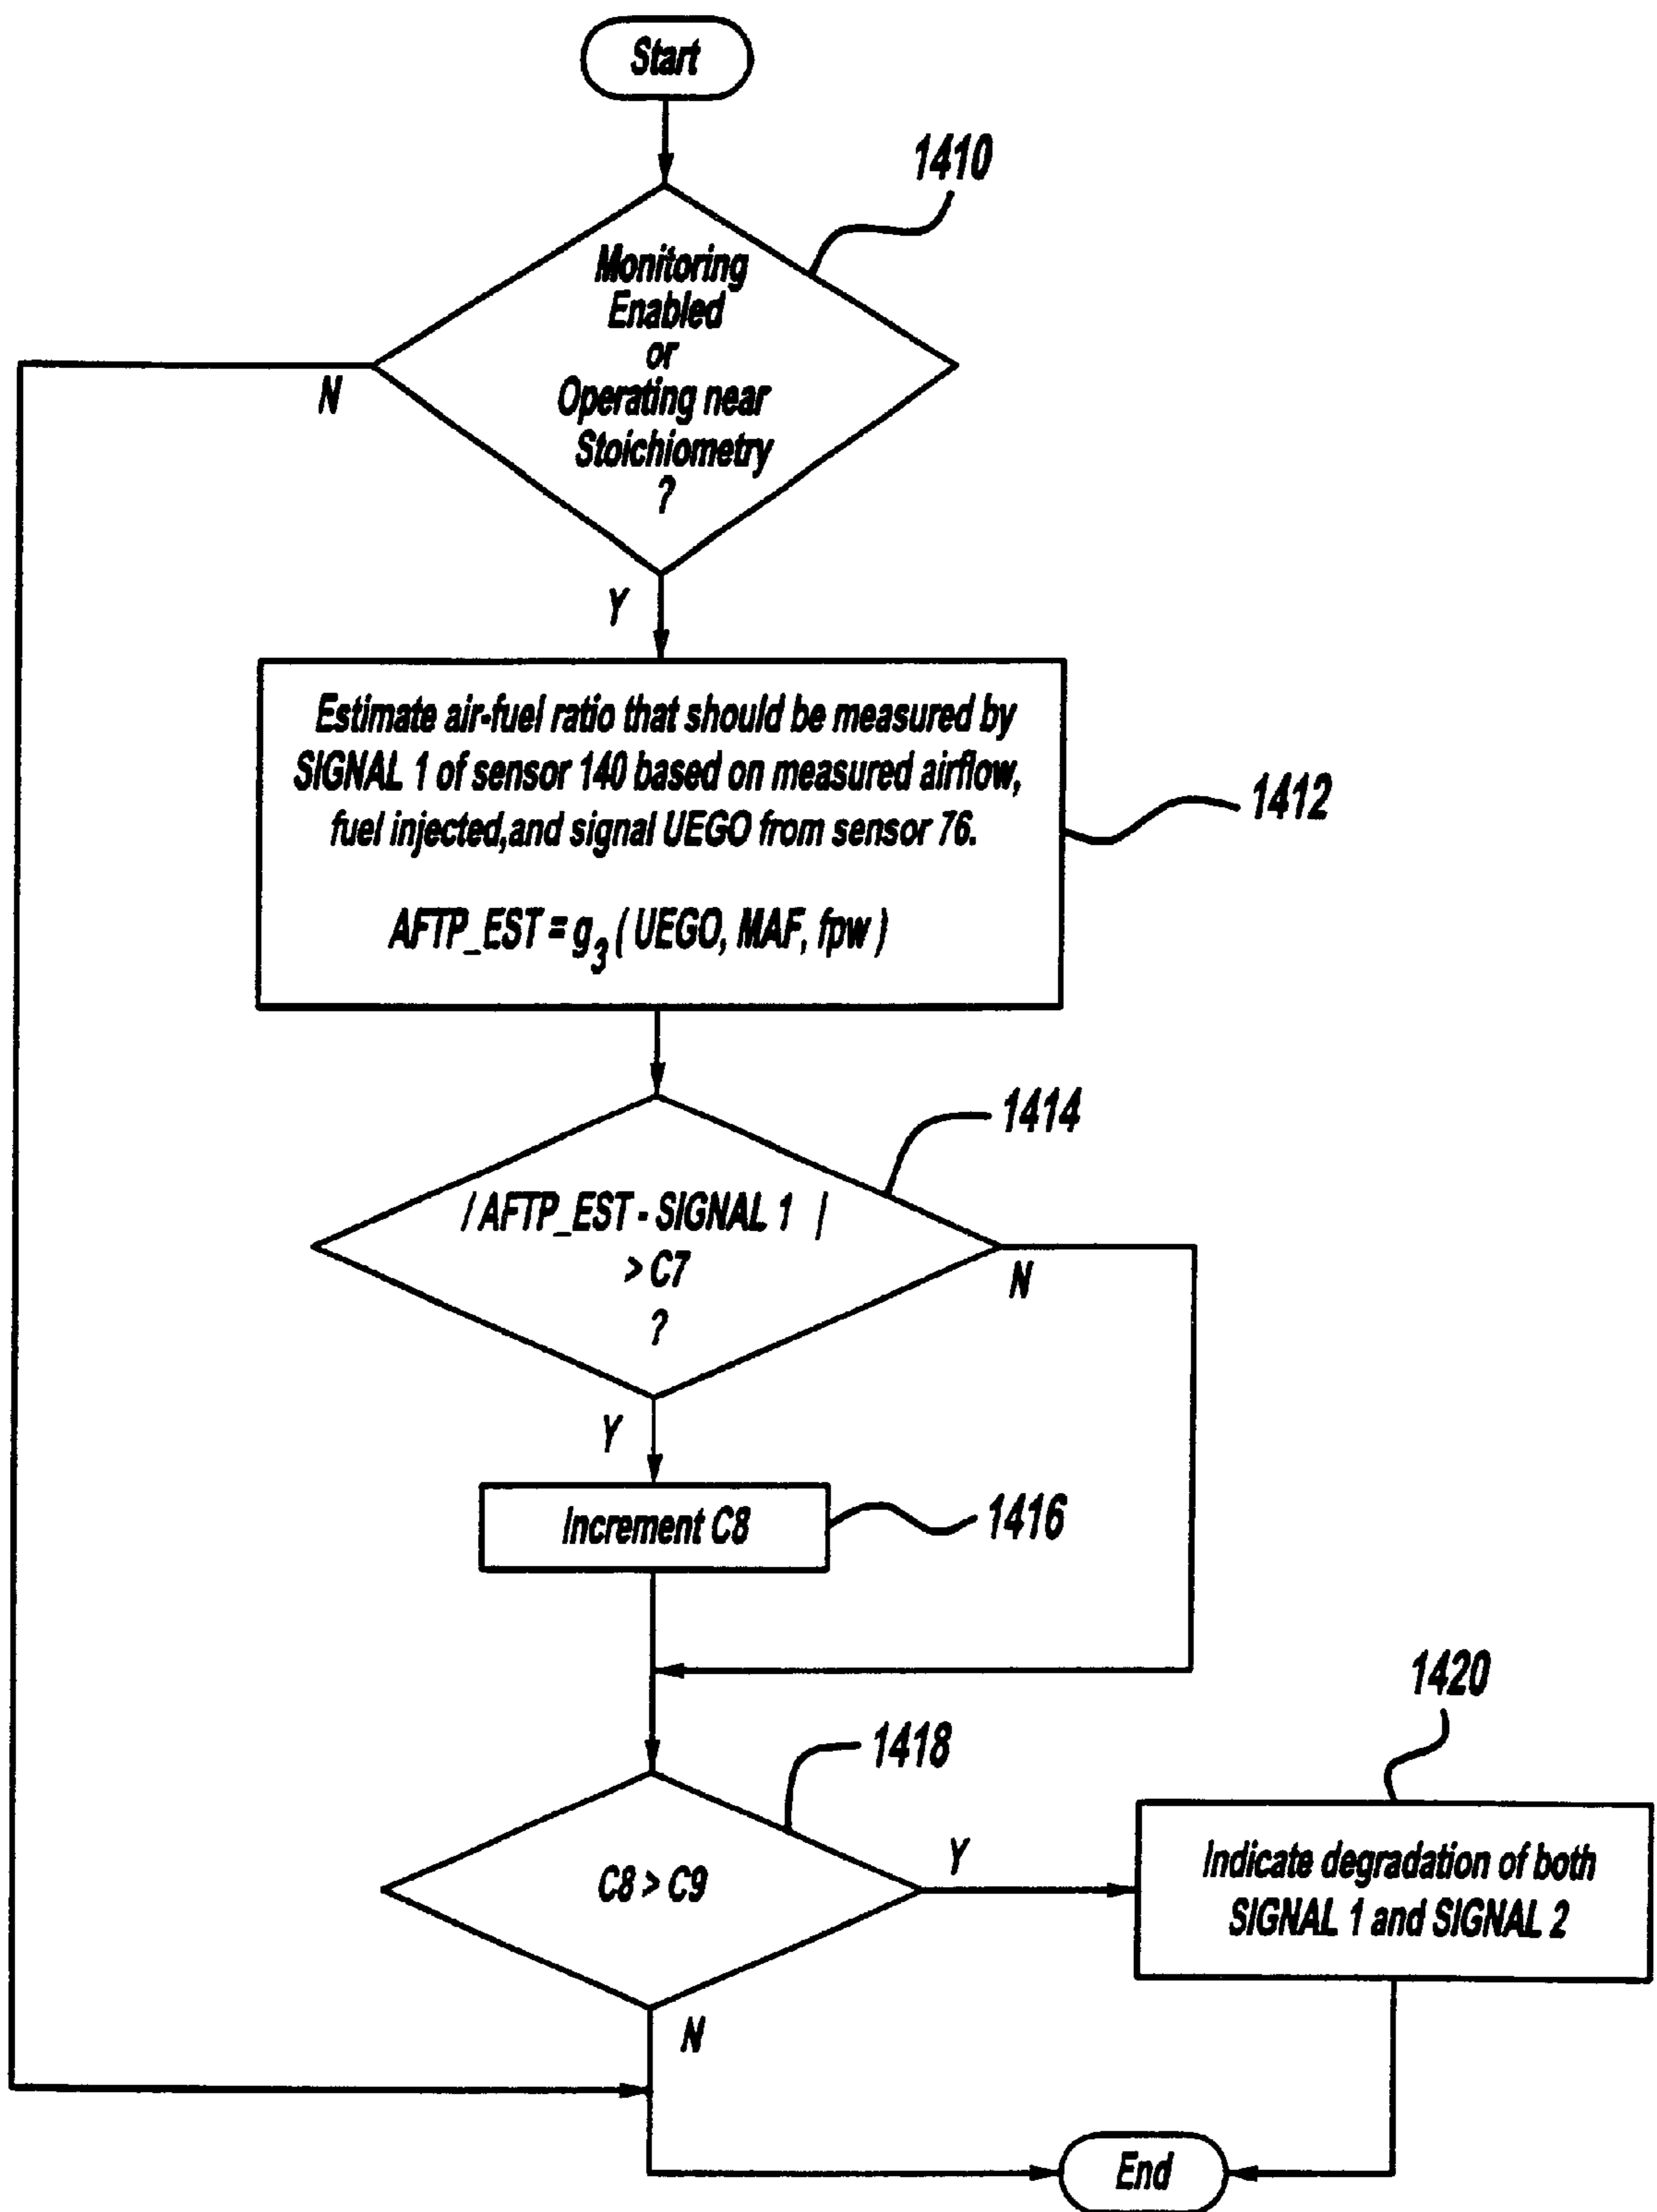 Start
1410
Monitoring
Enabled
or
Operating near
Stoichiometry
?
N
Y
Estimate air-fuel ratio that should be measured by
SIGNAL 1 of sensor 140 based on measured airflow,
fuel injected,and signal UEGO from sensor 76.
AFTP_EST = g3 ( UEGO, MAF, fpw )
1412
1414
| AFTP_EST - SIGNAL 1 |
> C7
?
N
Y
Increment C8
1416
1418
1420
C8 > C9
Y
Indicate degradation of both
SIGNAL 1 and SIGNAL 2
N
End